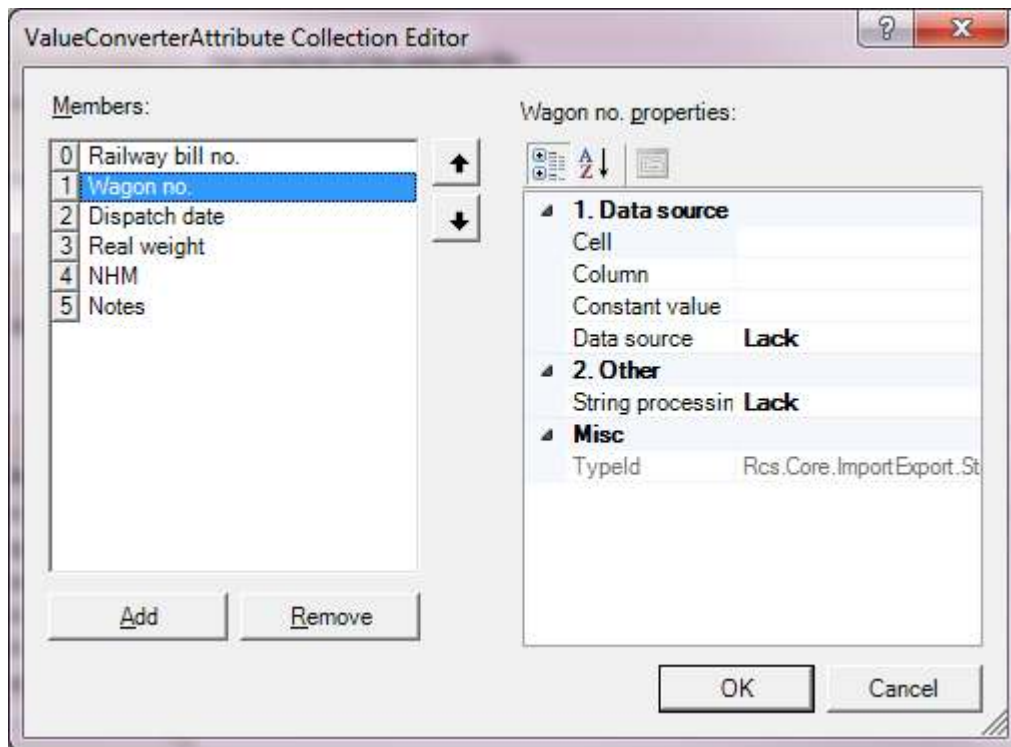 ValueConverterAttribute Collection Editor
Members:
0 Railway bill no.
1 Wagon no.
2 Dispatch date
3 Real weight
4 NHM
5 Notes
Add
Remove
Wagon no. properties:
1. Data source
Cell
Column
Constant value
Data source Lack
2. Other
String processin Lack
Misc
TypeId Rcs.Core.ImportExport.St
OK
Cancel